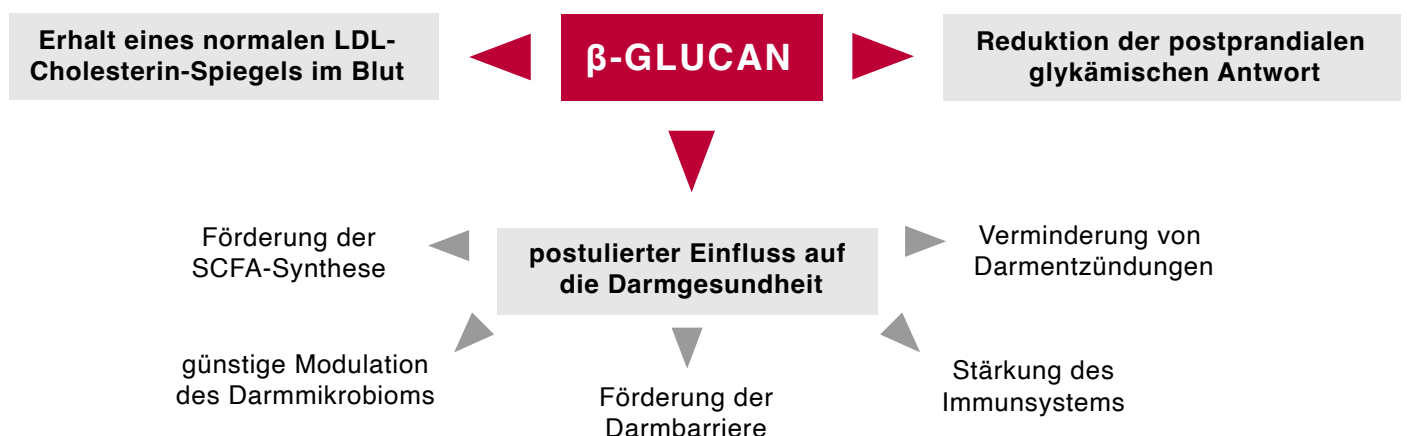 Erhalt eines normalen LDL-
Cholesterin-Spiegels im Blut
β-GLUCAN
Reduktion der postprandialen
glykämischen Antwort
Förderung der
SCFA-Synthese
postulierter Einfluss auf
die Darmgesundheit
Verminderung von
Darmentzündungen
günstige Modulation
des Darmmikrobioms
Förderung der
Darmbarriere
Stärkung des
Immunsystems